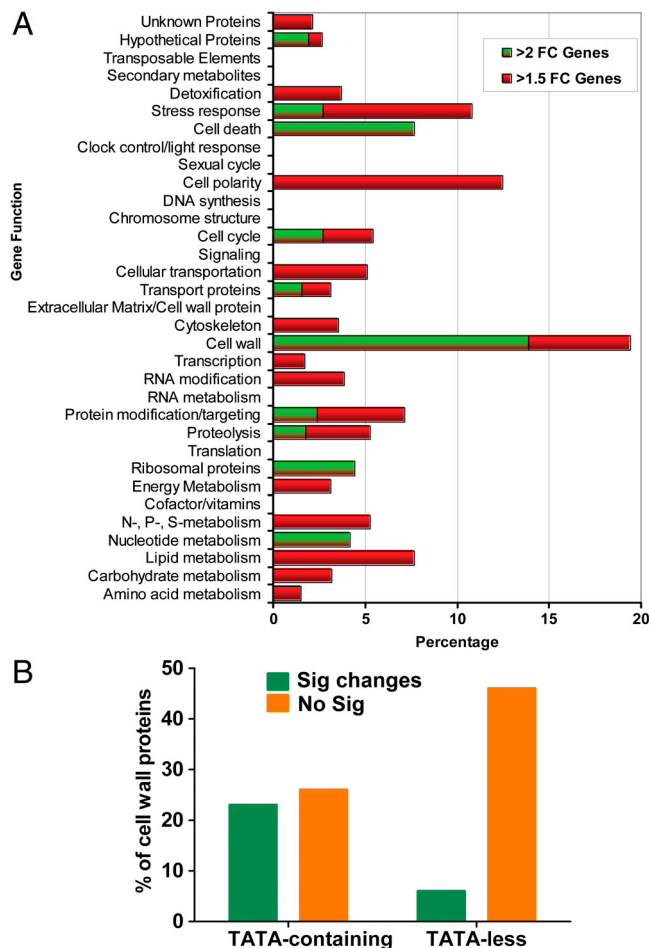 A
Unknown Proteins
Hypothetical Proteins
Transposable Elements
Secondary metabolites
Detoxification
Stress response
Cell death
Clock control/light response
Sexual cycle
Cell polarity
DNA synthesis
Chromosome structure
Cell cycle
Signaling
Cellular transportation
Transport proteins
Extracellular Matrix/Cell wall protein
Cytoskeleton
Cell wall
Transcription
RNA modification
RNA metabolism
Protein modification/targeting
Proteolysis
Translation
Ribosomal proteins
Energy Metabolism
Cofactor/vitamins
N-, P-, S-metabolism
Nucleotide metabolism
Lipid metabolism
Carbohydrate metabolism
Amino acid metabolism
Gene Function
>2 FC Genes
>1.5 FC Genes
0 5 10 15 20
Percentage
B
50
40
30
20
10
0
% of cell wall proteins
Sig changes
No Sig
TATA-containing TATA-less